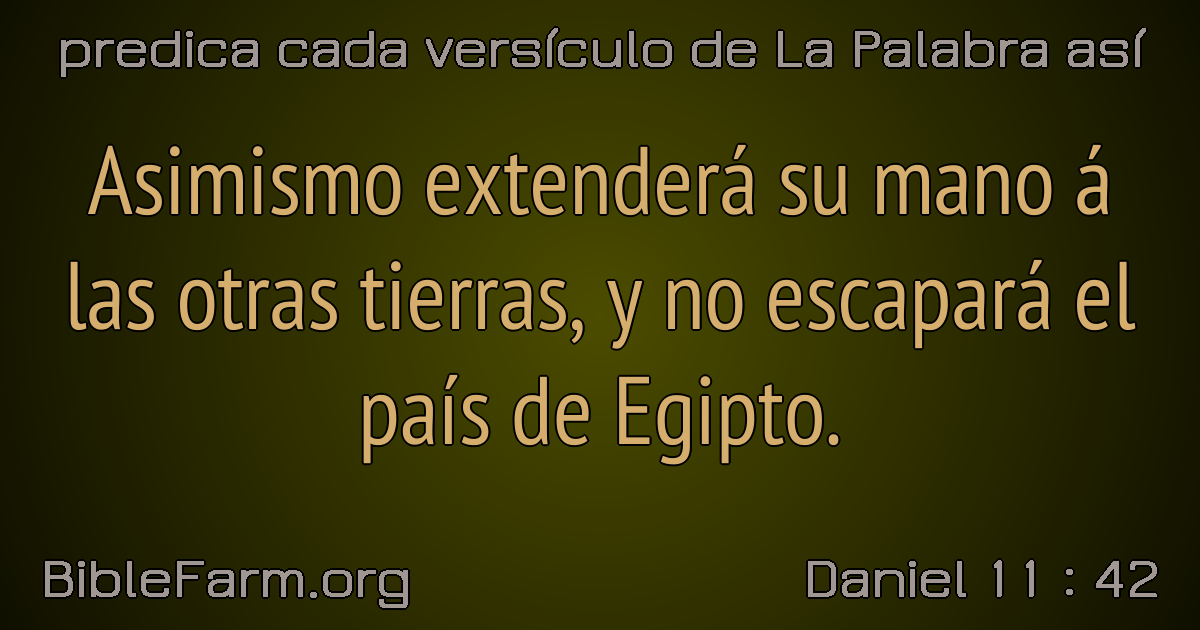 predica cada versículo de La Palabra así
Asimismo extenderá su mano á
las otras tierras, y no escapará el
país de Egipto.
BibleFarm.org
Daniel 11 : 42